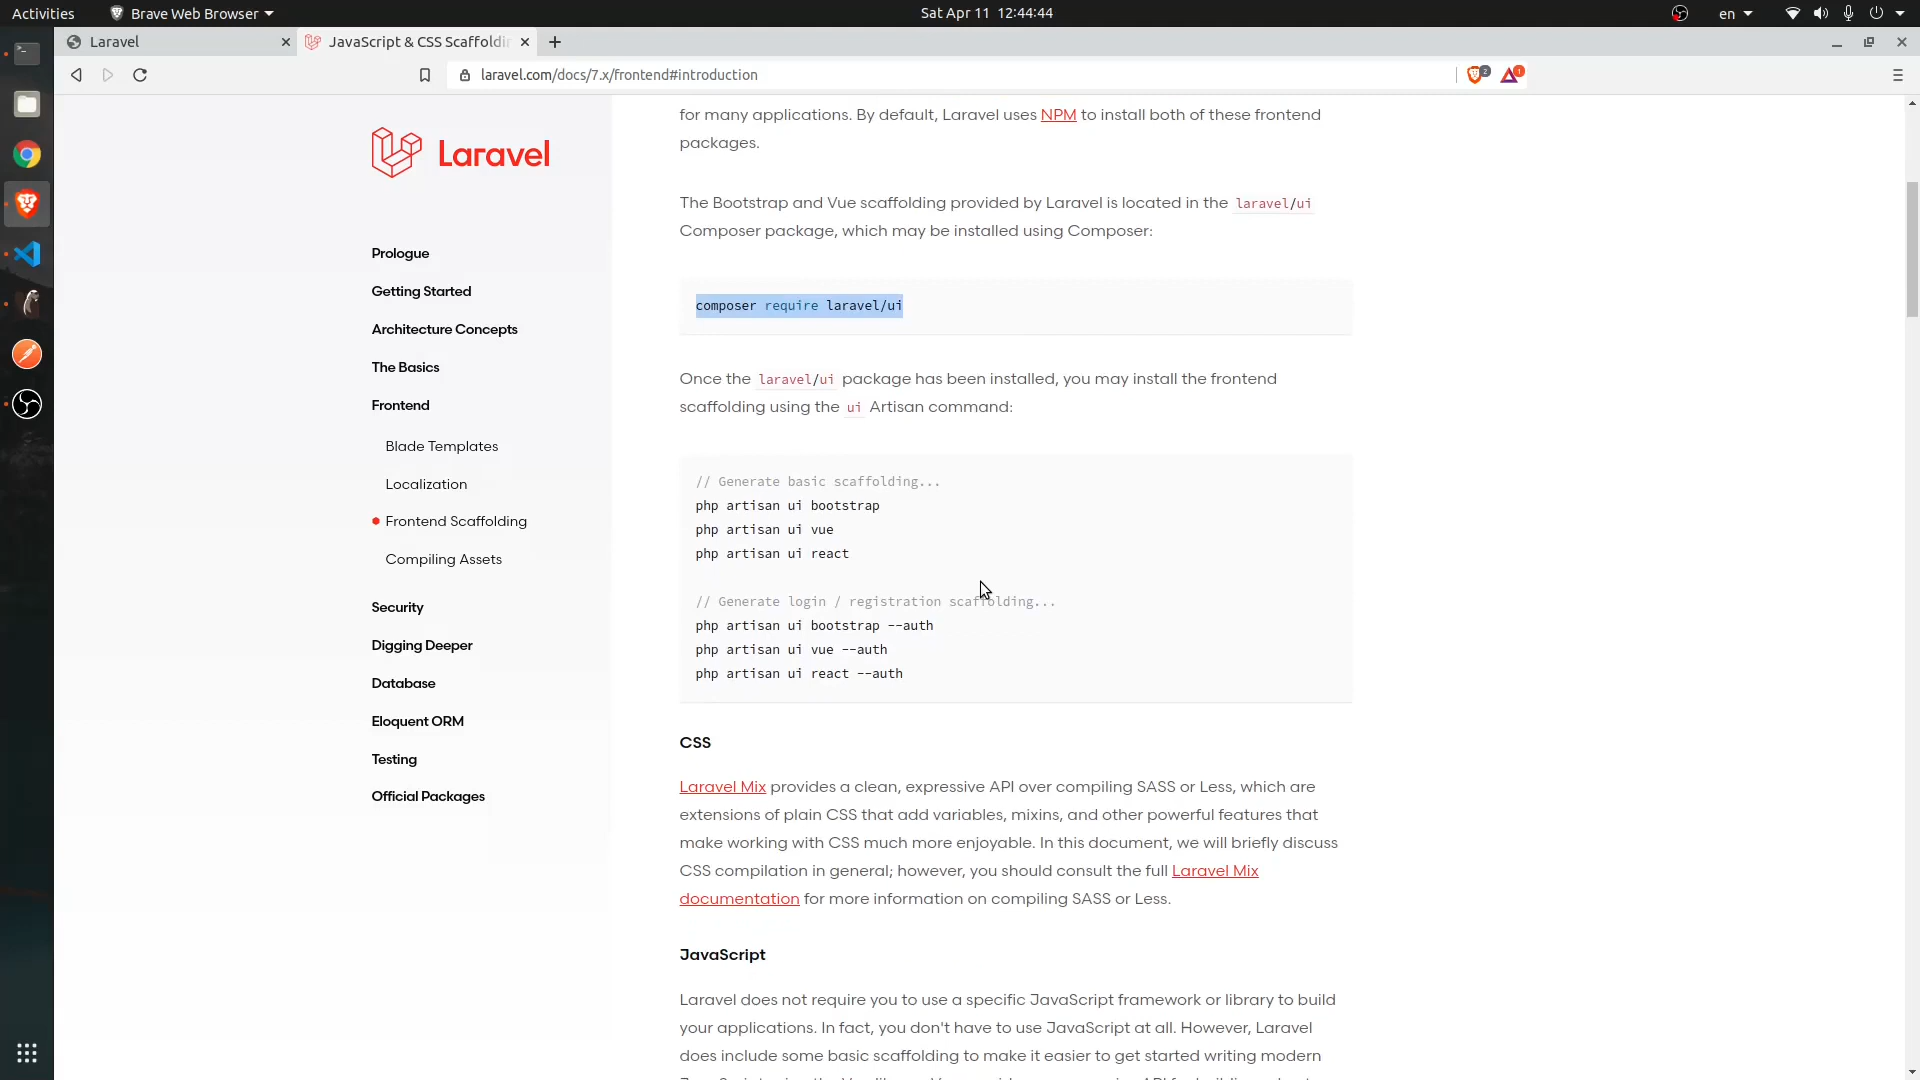 Activities
Brave Web Browser
Sat Apr 11 12:44:44
en
Laravel
JavaScript & CSS Scaffoldin
laravel.com/docs/7.x/frontend#introduction
2
1
Laravel
Prologue
Getting Started
Architecture Concepts
The Basics
Frontend
Blade Templates
Localization
Frontend Scaffolding
Compiling Assets
Security
Digging Deeper
Database
Eloquent ORM
Testing
Official Packages
for many applications. By default, Laravel uses NPM to install both of these frontend
packages.
The Bootstrap and Vue scaffolding provided by Laravel is located in the laravel/ui
Composer package, which may be installed using Composer:
composer require laravel/ui
Once the laravel/ui package has been installed, you may install the frontend
scaffolding using the ui Artisan command:
// Generate basic scaffolding...
php artisan ui bootstrap
php artisan ui vue
php artisan ui react
// Generate login / registration scaffolding...
php artisan ui bootstrap --auth
php artisan ui vue --auth
php artisan ui react --auth
CSS
Laravel Mix provides a clean, expressive API over compiling SASS or Less, which are
extensions of plain CSS that add variables, mixins, and other powerful features that
make working with CSS much more enjoyable. In this document, we will briefly discuss
CSS compilation in general; however, you should consult the full Laravel Mix
documentation for more information on compiling SASS or Less.
JavaScript
Laravel does not require you to use a specific JavaScript framework or library to build
your applications. In fact, you don't have to use JavaScript at all. However, Laravel
does include some basic scaffolding to make it easier to get started writing modern